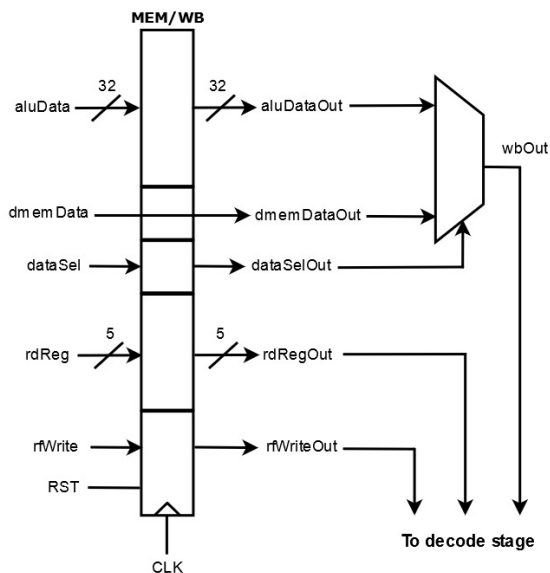 MEM/WB
32
32
aluData
aluDataOut
wbOut
dmemData
dmemDataOut
dataSel
dataSelOut
5
5
rdReg
rdRegOut
rfWrite
rfWriteOut
RST
To decode stage
CLK